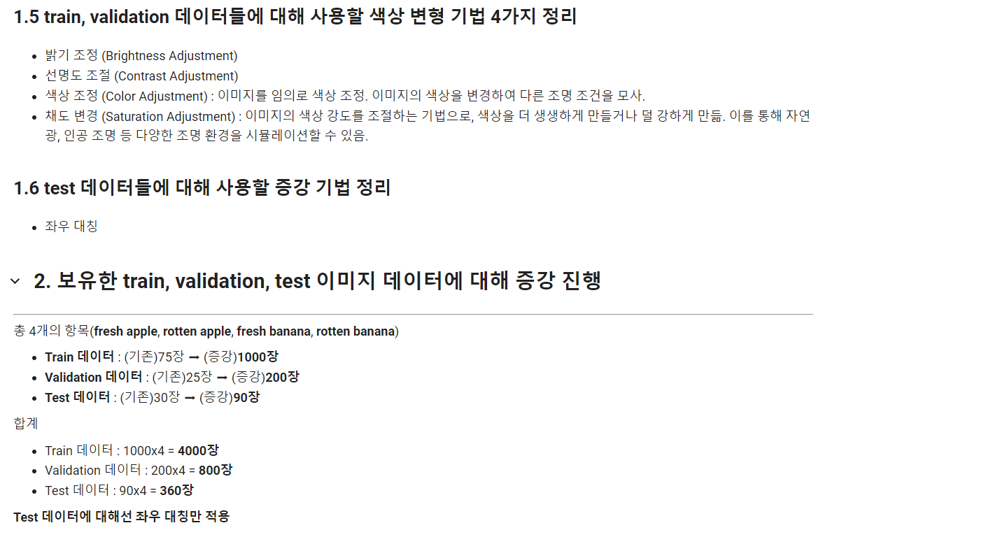 1.5 train, validation 데이터들에 대해 사용할 색상 변형 기법 4가지 정리
• 밝기 조정 (Brightness Adjustment)
• 선명도 조절 (Contrast Adjustment)
• 색상 조정 (Color Adjustment) : 이미지를 임의로 색상 조정. 이미지의 색상을 변경하여 다른 조명 조건을 모사.
• 채도 변경 (Saturation Adjustment) : 이미지의 색상 강도를 조절하는 기법으로, 색상을 더 생생하게 만들거나 덜 강하게 만듦. 이를 통해 자연
광, 인공 조명 등 다양한 조명 환경을 시뮬레이션할 수 있음.
1.6 test 데이터들에 대해 사용할 증강 기법 정리
• 좌우 대칭
2. 보유한 train, validation, test 이미지 데이터에 대해 증강 진행
총 4개의 항목(fresh apple, rotten apple, fresh banana, rotten banana)
• Train 데이터 : (기존)75장 ➞ (증강)1000장
• Validation 데이터 : (기존)25장 ➞ (증강)200장
• Test 데이터 : (기존)30장 ➞ (증강)90장
합계
• Train 데이터 : 1000x4 = 4000장
• Validation 데이터 : 200x4 = 800장
• Test 데이터 : 90x4 = 360장
Test 데이터에 대해선 좌우 대칭만 적용